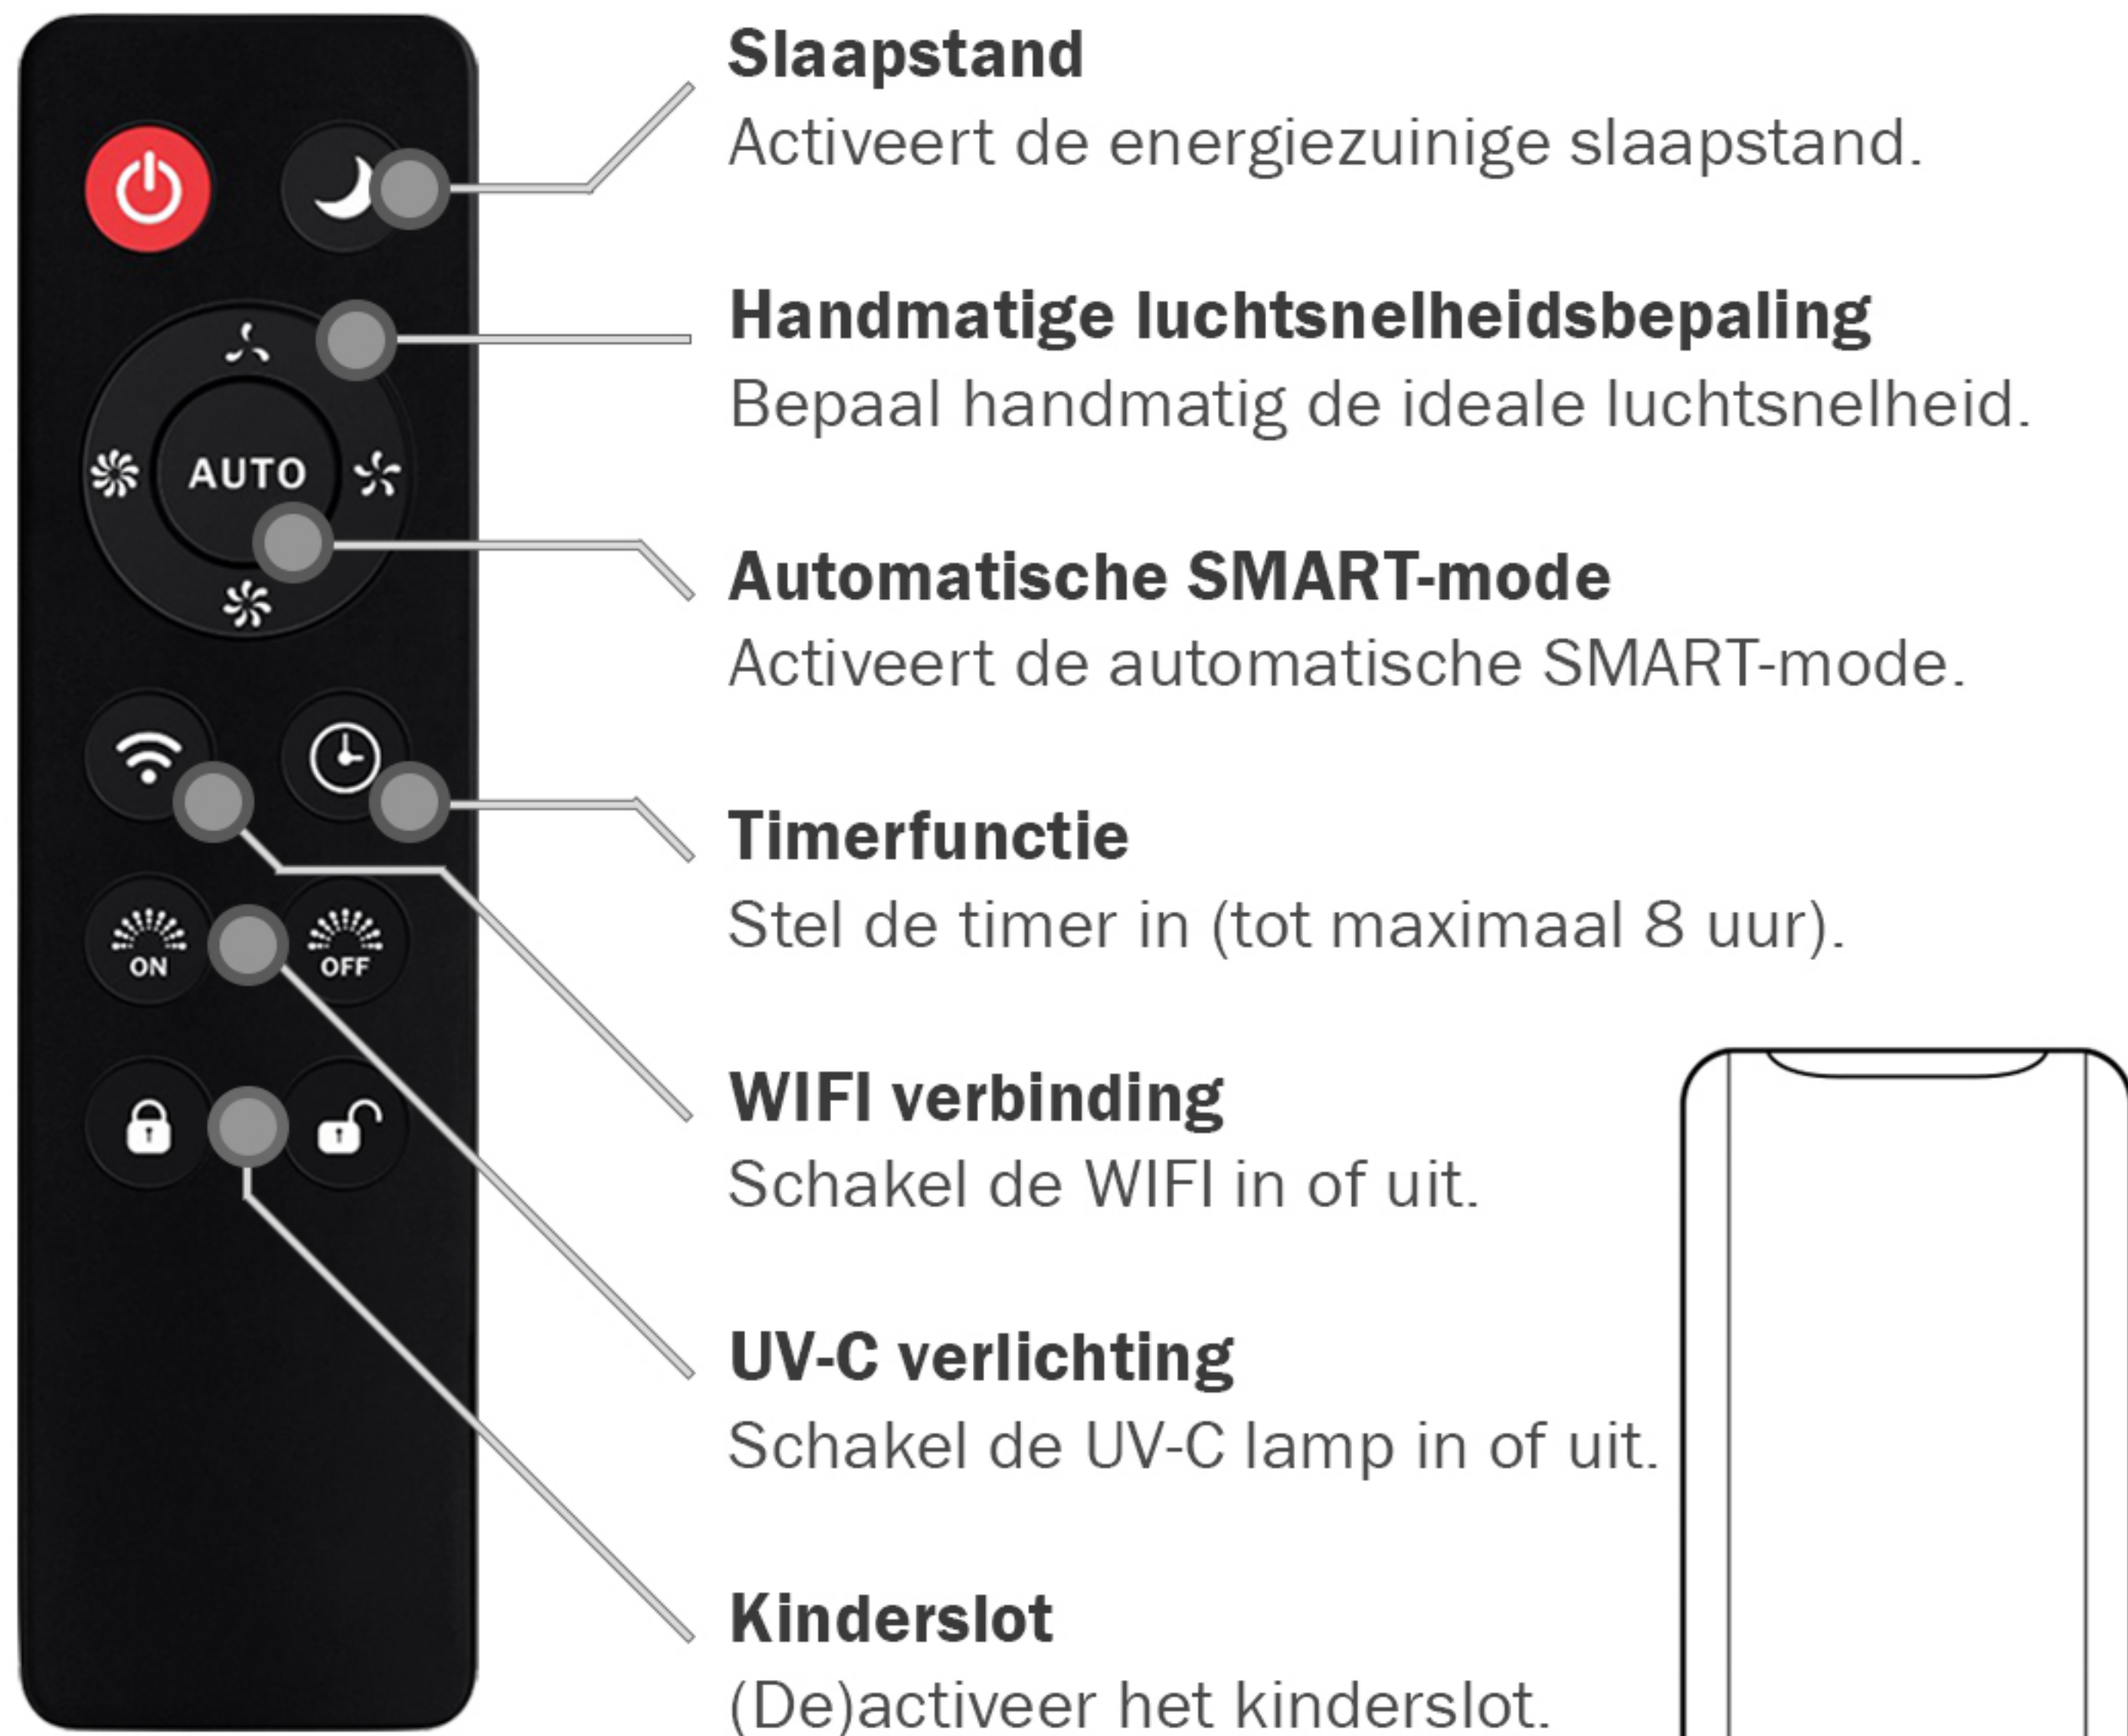 Slaapstand
Activeert de energiezuinige slaapstand.
Handmatige luchtsnelheidsbepaling
Bepaal handmatig de ideale luchtsnelheid.
AUTO
Automatische SMART-mode
Activeert de automatische SMART-mode.
Timerfunctie
Stel de timer in (tot maximaal 8 uur).
ON
OFF
WIFI verbinding
Schakel de WIFI in of uit.
UV-C verlichting
Schakel de UV-C lamp in of uit.
Kinderslot
(De)activeer het kinderslot.